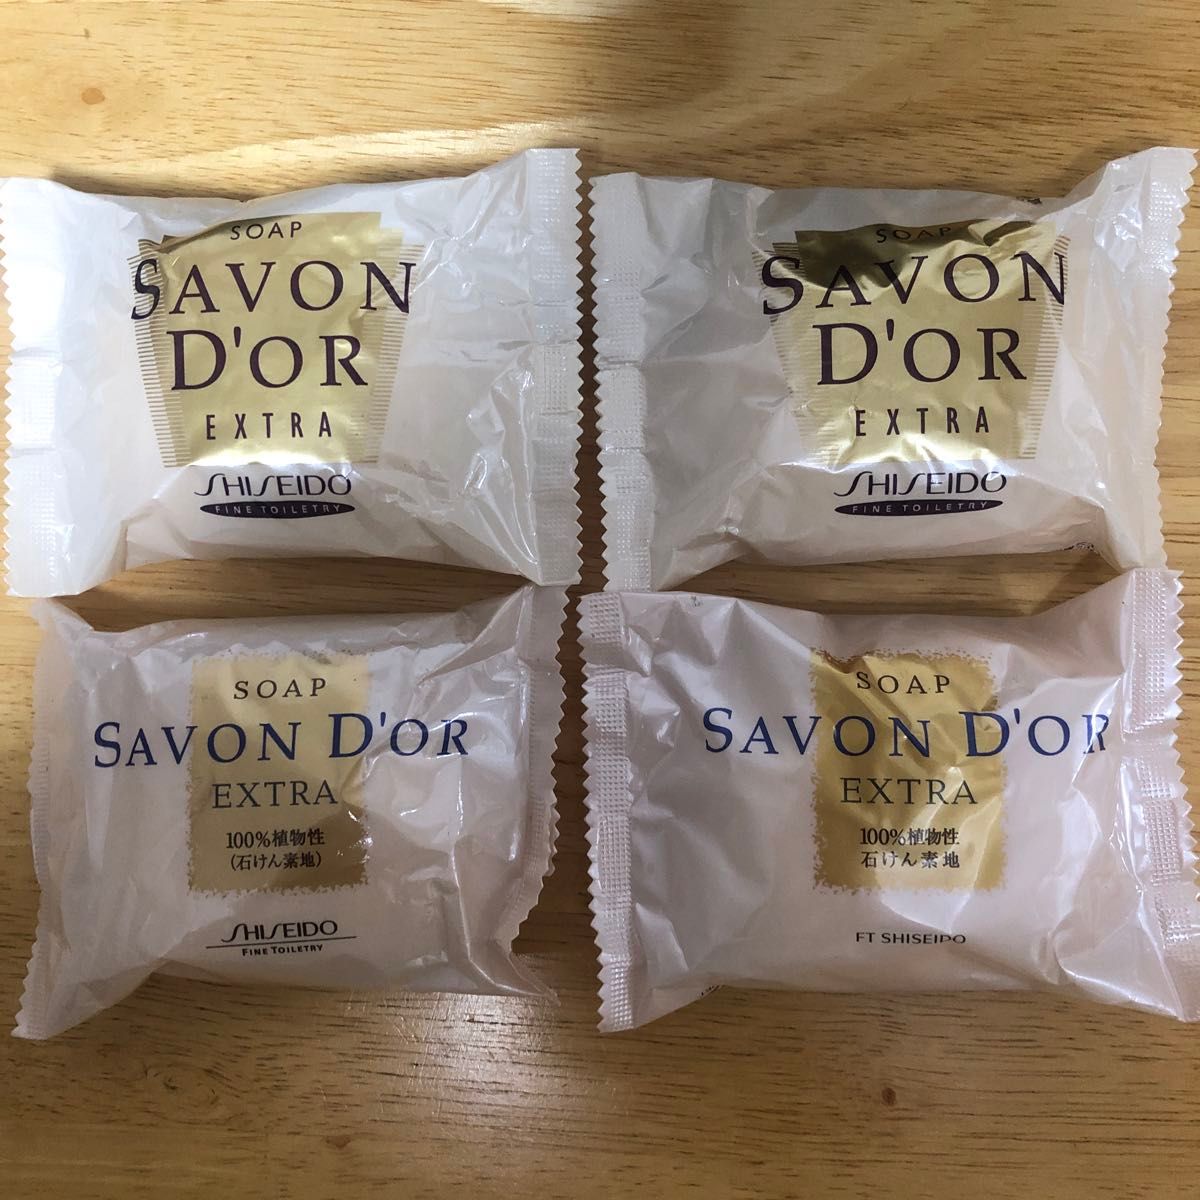 SOAP
SAVON
D'OR
EXTRA
SHISEIDO
FINE TOILETRY
SOAP
SAVON
D'OR
EXTRA
SHISEIDO
FINE TOILETRY
SOAP
SAVON D'OR
EXTRA
100%植物性
(石けん素地)
SHISEIDO
FINE TOILETRY
SOAP
SAVON D'OR
EXTRA
100%植物性
石けん素地
FT SHISEIDO